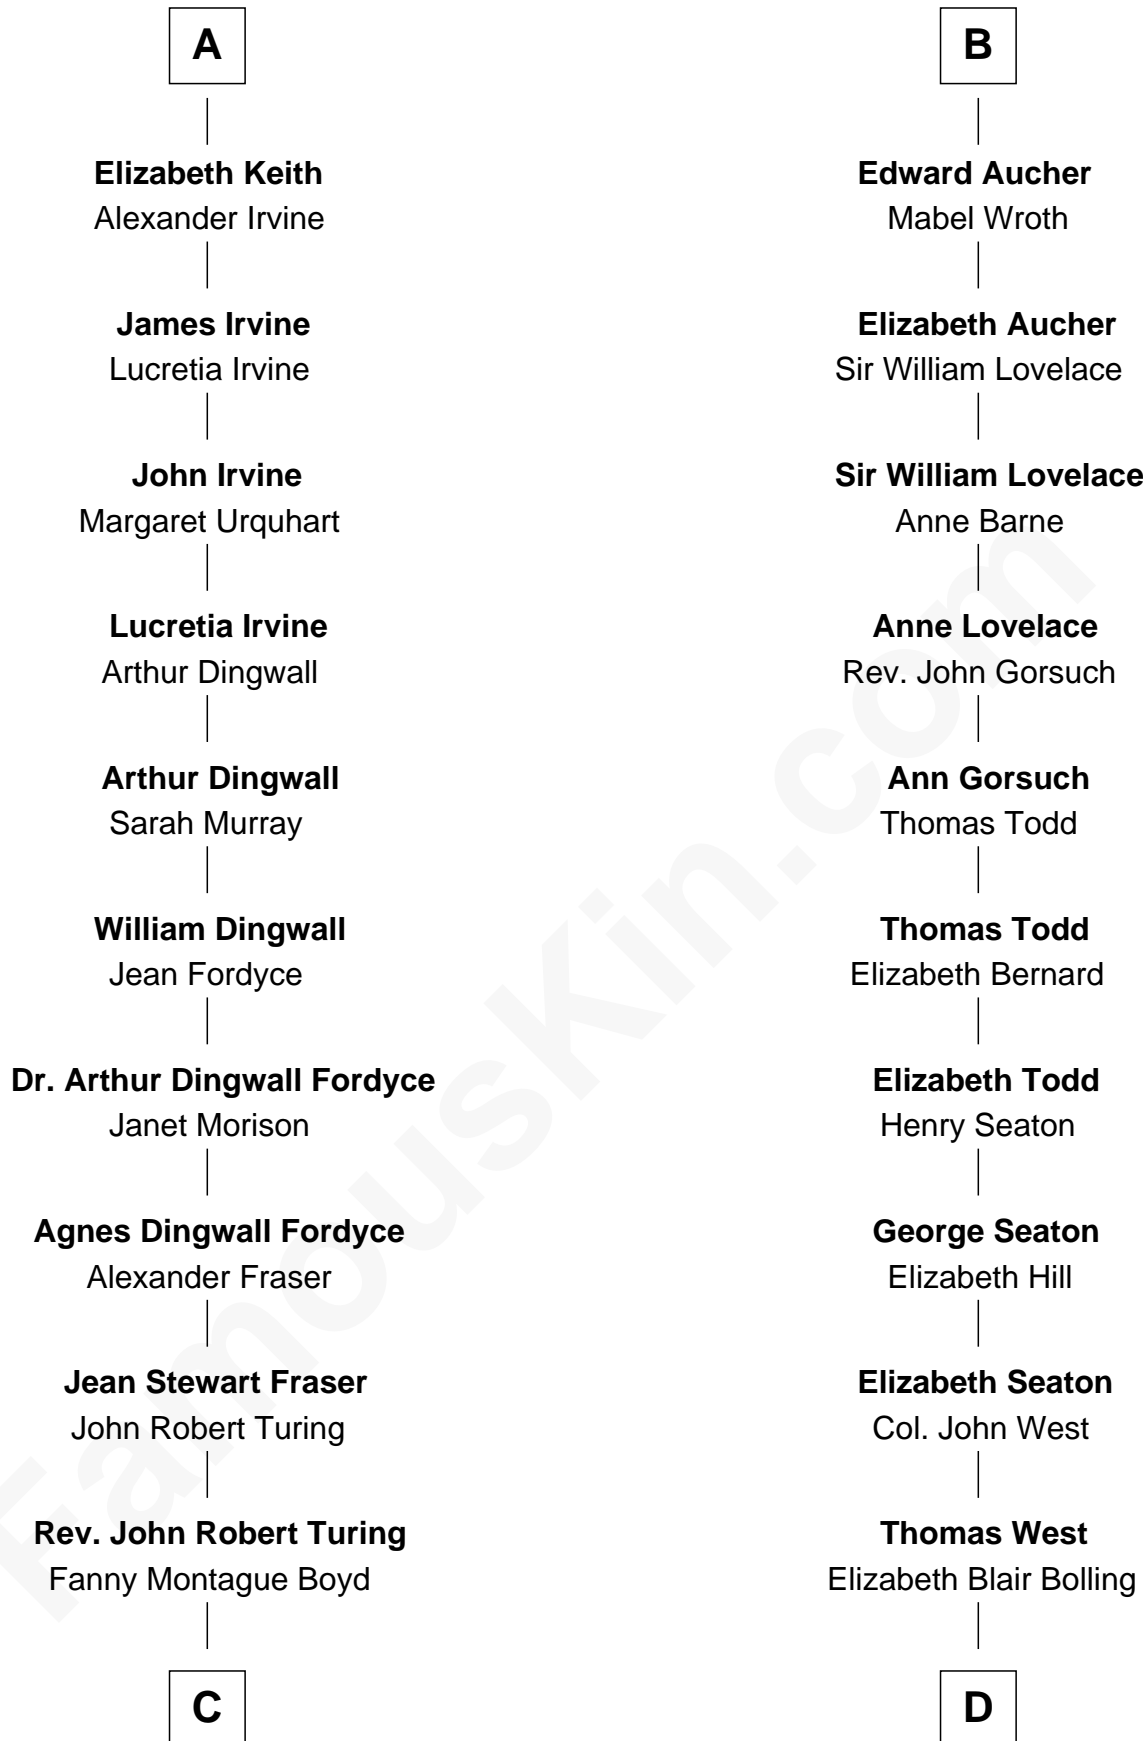 A
Elizabeth Keith
Alexander Irvine
James Irvine
Lucretia Irvine
John Irvine
Margaret Urquhart
Lucretia Irvine
Arthur Dingwall
Arthur Dingwall
Sarah Murray
William Dingwall
Jean Fordyce
Dr. Arthur Dingwall Fordyce
Janet Morison
Agnes Dingwall Fordyce
Alexander Fraser
Jean Stewart Fraser
John Robert Turing
Rev. John Robert Turing
Fanny Montague Boyd
C
B
Edward Aucher
Mabel Wroth
Elizabeth Aucher
Sir William Lovelace
Sir William Lovelace
Anne Barne
Anne Lovelace
Rev. John Gorsuch
Ann Gorsuch
Thomas Todd
Thomas Todd
Elizabeth Bernard
Elizabeth Todd
Henry Seaton
George Seaton
Elizabeth Hill
Elizabeth Seaton
Col. John West
Thomas West
Elizabeth Blair Bolling
D
FamousKin.com